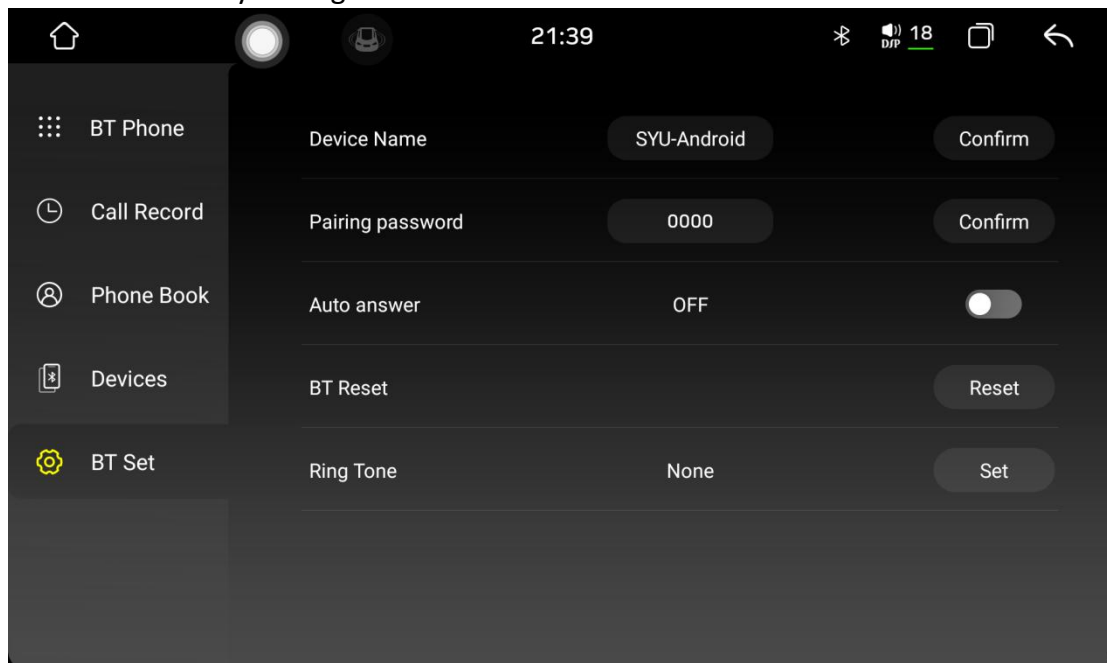 21:39
DSP 18
BT Phone
Device Name
SYU-Android
Confirm
Call Record
Pairing password
0000
Confirm
Phone Book
Auto answer
OFF
Devices
BT Reset
Reset
BT Set
Ring Tone
None
Set